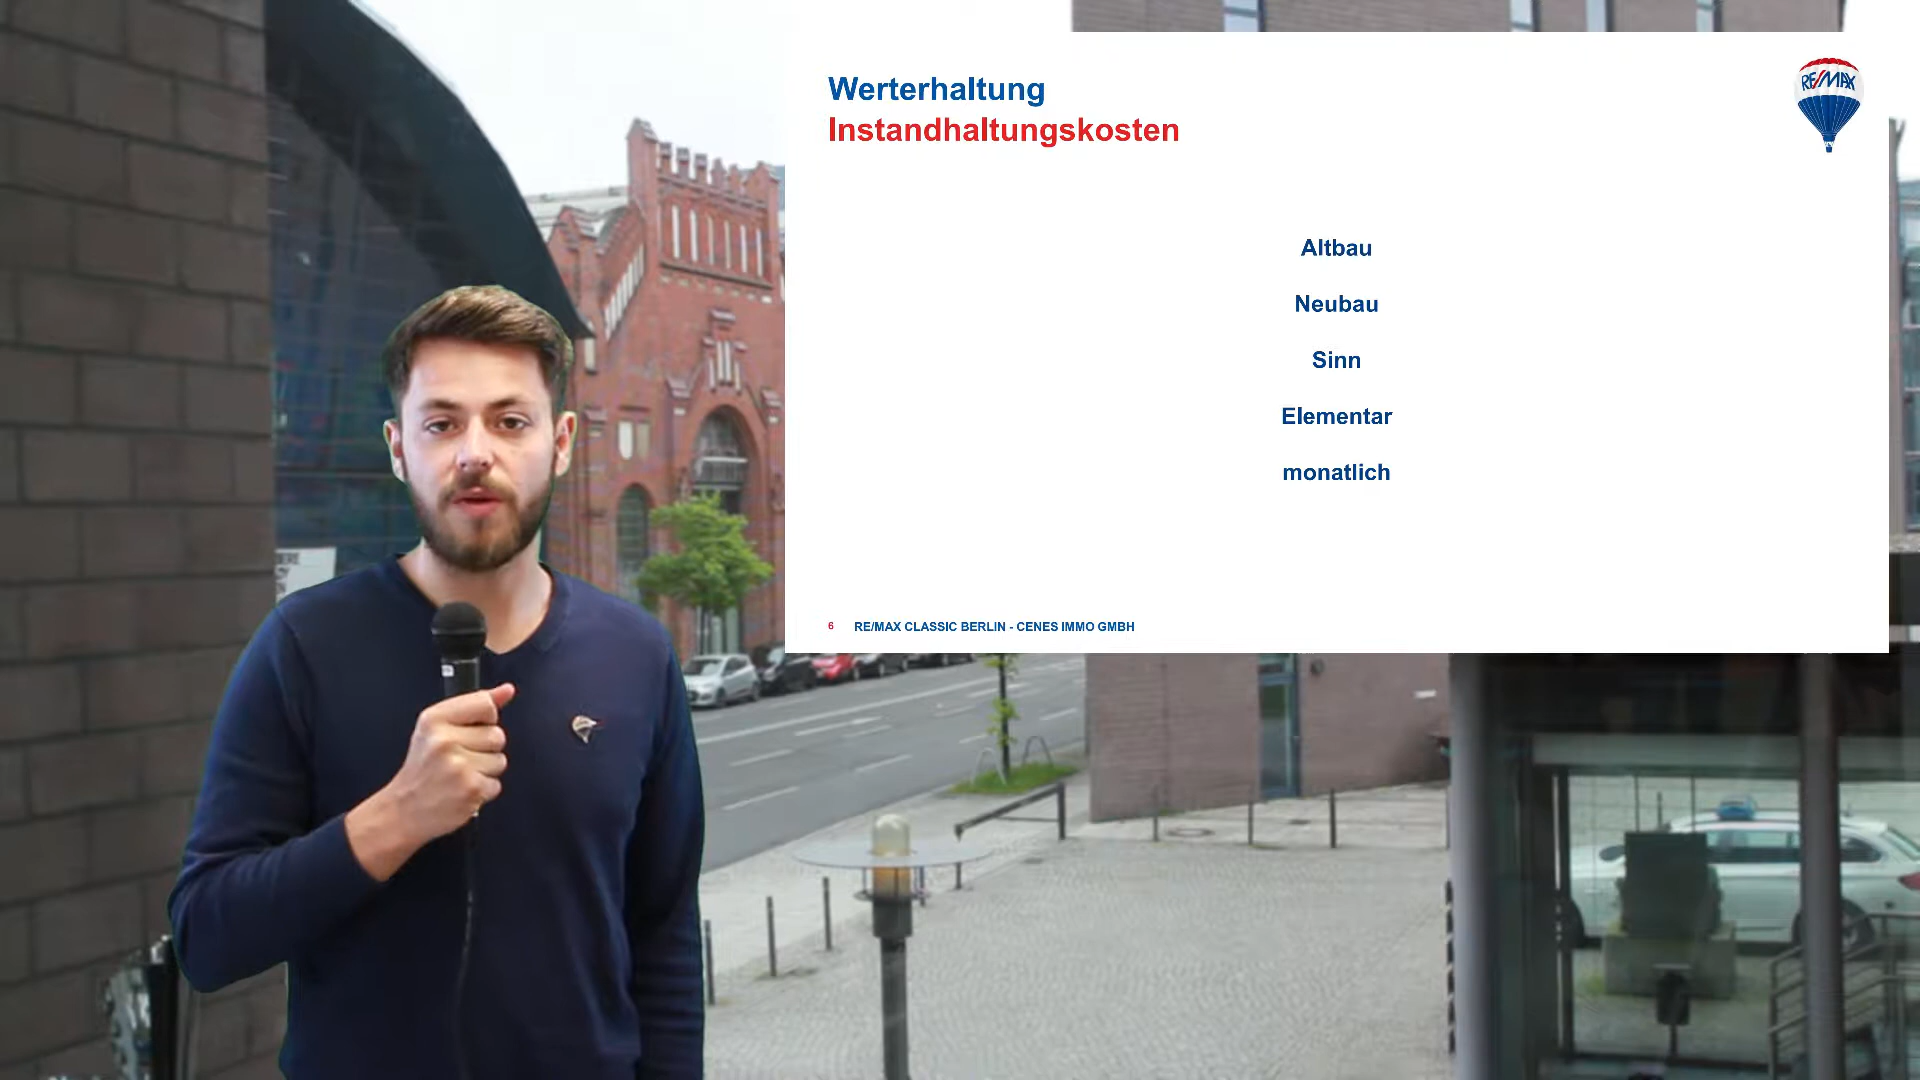 Werterhaltung
Instandhaltungskosten
RE/MAX
Altbau
Neubau
Sinn
Elementar
monatlich
6 RE/MAX CLASSIC BERLIN - CENES IMMO GMBH